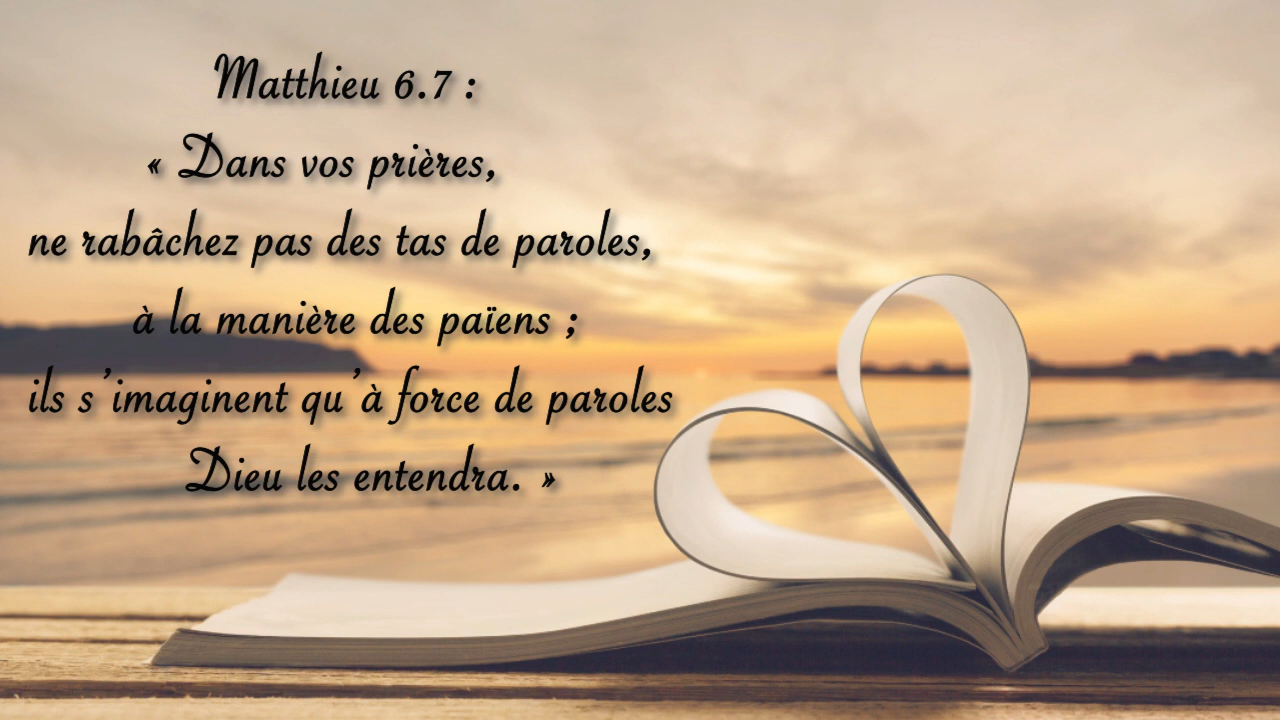 Matthieu 6.7 :
« Dans vos prières,
ne rabâchez pas des tas de paroles,
à la manière des païens ;
ils s’imaginent qu’à force de paroles
Dieu les entendra. »